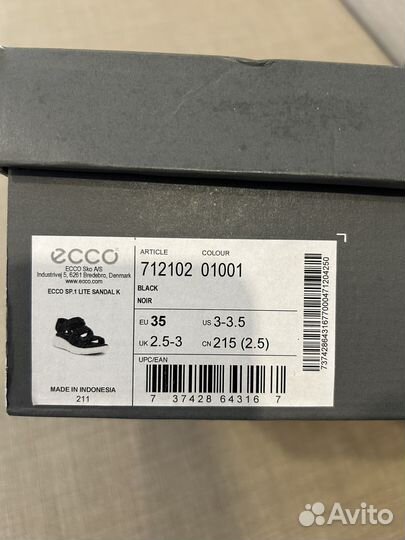 ecco
ECCO Sko A/S
Industrivej 5, 6261 Bredebro, Denmark
www.ecco.com
ECCO SP.1 LITE SANDAL K
MADE IN INDONESIA
211
ARTICLE COLOUR
712102 01001
BLACK
NOIR
EU 35 US 3-3.5
UK 2.5-3 CN 215 (2.5)
UPC/EAN
7 37428 64316 7
7374286431677000471204250
Avito